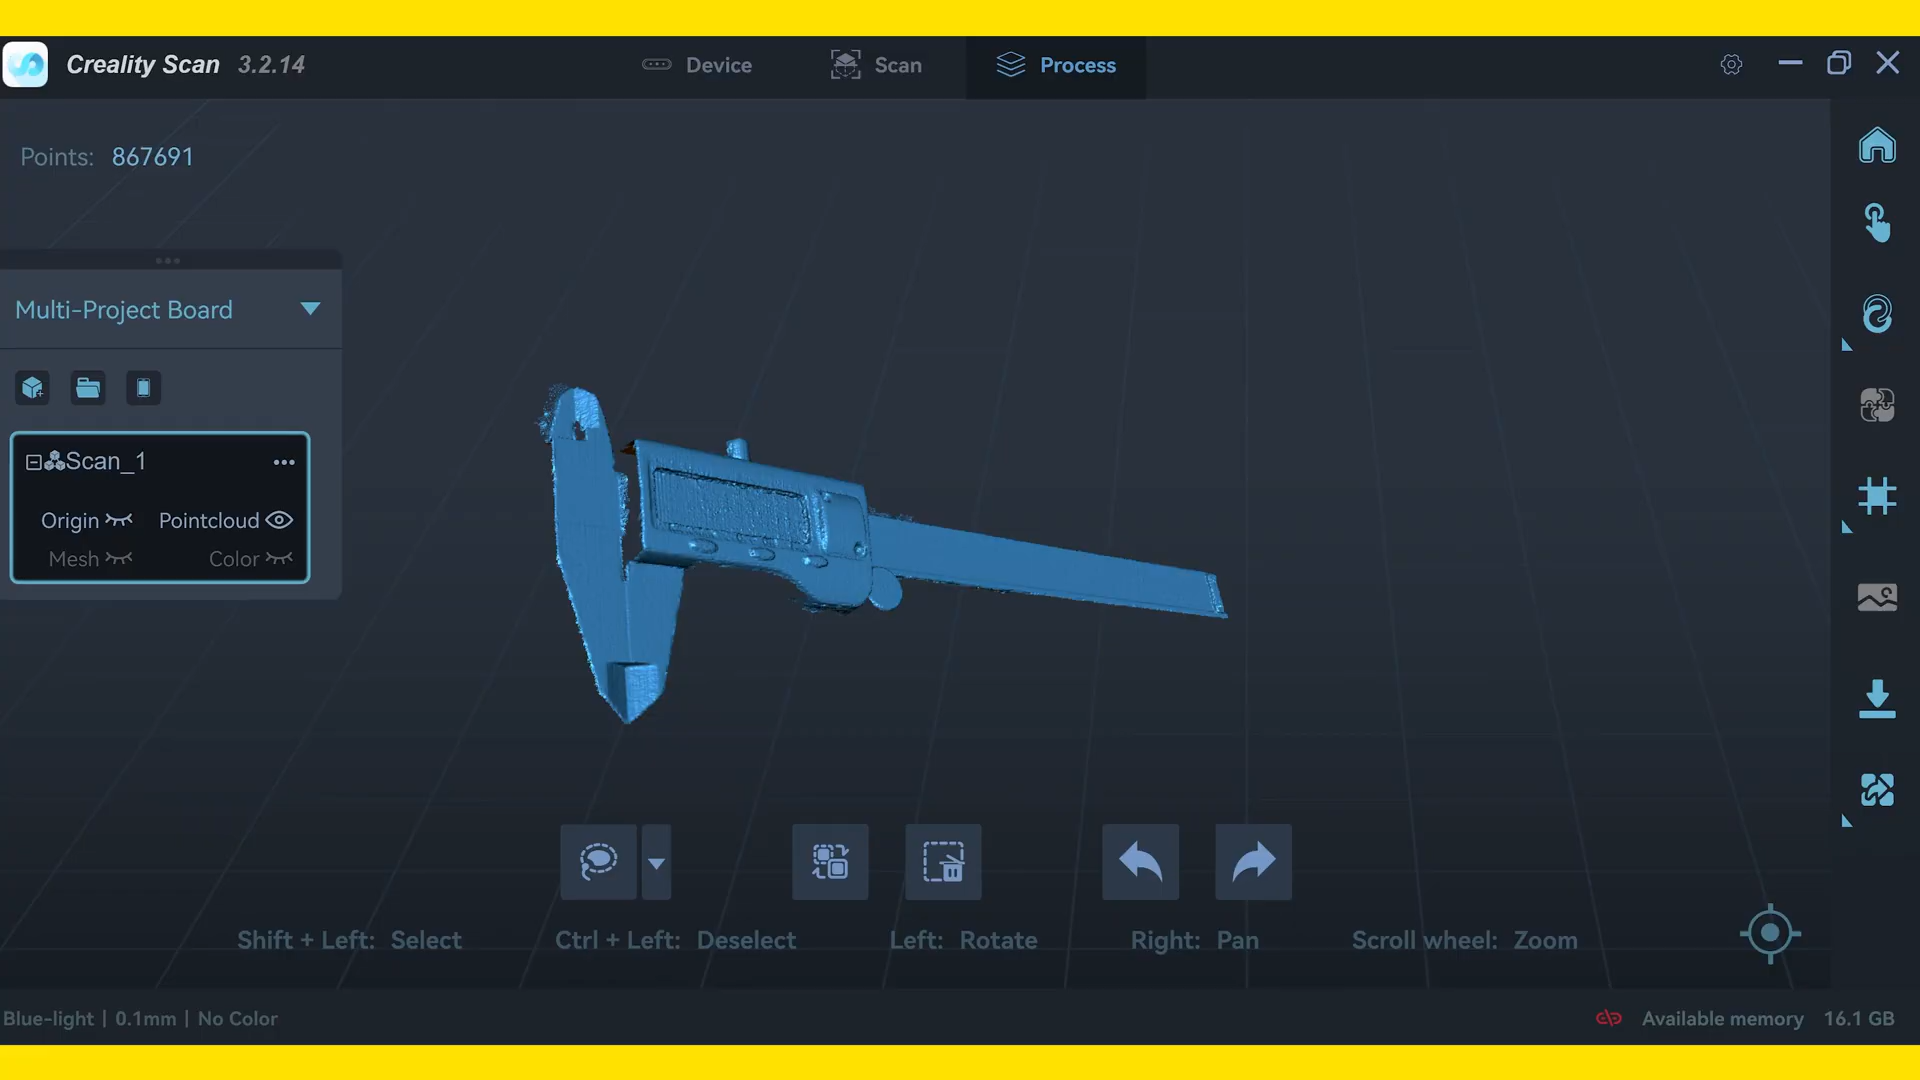 Creality Scan 3.2.14
Device
Scan
Process
Points: 867691
Multi-Project Board
Scan_1
Origin Pointcloud
Mesh Color
Shift + Left: Select
Ctrl + Left: Deselect
Left: Rotate
Right: Pan
Scroll wheel: Zoom
Blue-light | 0.1mm | No Color
Available memory 16.1 GB